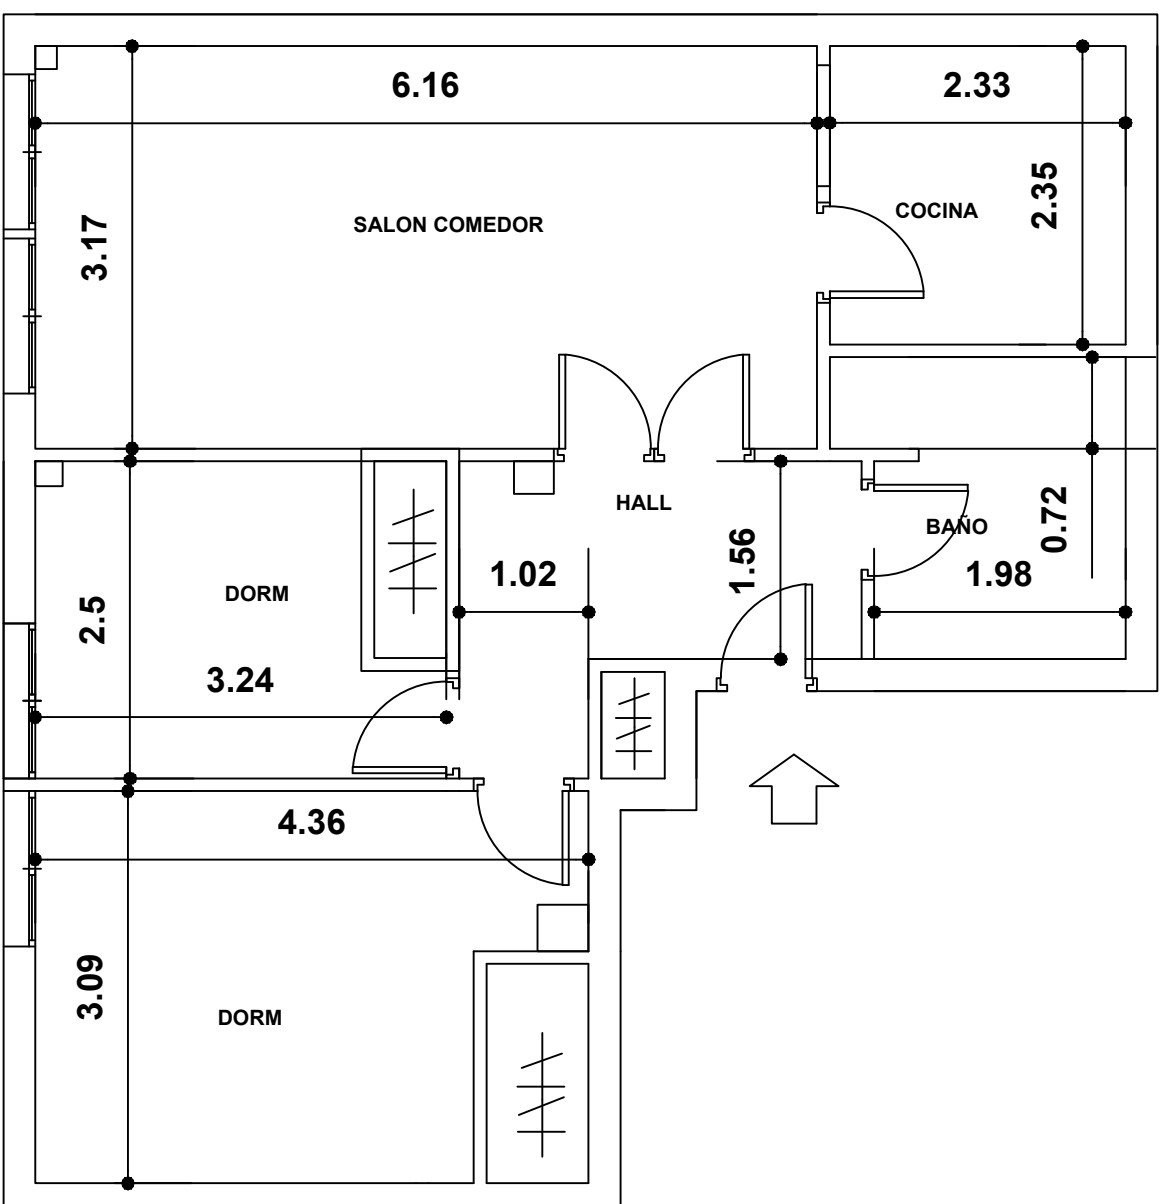 6.16
2.33
3.17
SALON COMEDOR
COCINA
2.35
HALL
BAÑO
0.72
1.56
1.02
1.98
DORM
2.5
3.24
4.36
3.09
DORM